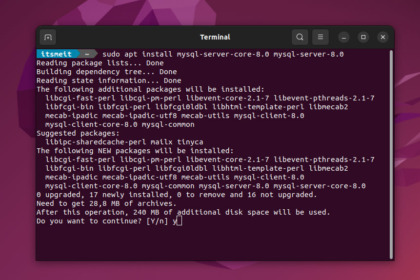 Terminal
itsmeit ~ sudo apt install mysql-server-core-8.0 mysql-server-8.0
Reading package lists... Done
Building dependency tree... Done
Reading state information... Done
The following additional packages will be installed:
libcgi-fast-perl libcgi-pm-perl libevent-core-2.1-7 libevent-pthreads-2.1-7
libfcgi-bin libfcgi-perl libfcgi0ldbl libhtml-template-perl libmecab2
mecab-ipadic mecab-ipadic-utf8 mecab-utils mysql-client-8.0
mysql-client-core-8.0 mysql-common
Suggested packages:
libipc-sharedcache-perl mailx tinyca
The following NEW packages will be installed:
libcgi-fast-perl libcgi-pm-perl libevent-core-2.1-7 libevent-pthreads-2.1-7
libfcgi-bin libfcgi-perl libfcgi0ldbl libhtml-template-perl libmecab2
mecab-ipadic mecab-ipadic-utf8 mecab-utils mysql-client-8.0
mysql-client-core-8.0 mysql-common mysql-server-8.0 mysql-server-core-8.0
0 upgraded, 17 newly installed, 0 to remove and 16 not upgraded.
Need to get 28,8 MB of archives.
After this operation, 240 MB of additional disk space will be used.
Do you want to continue? [Y/n] y